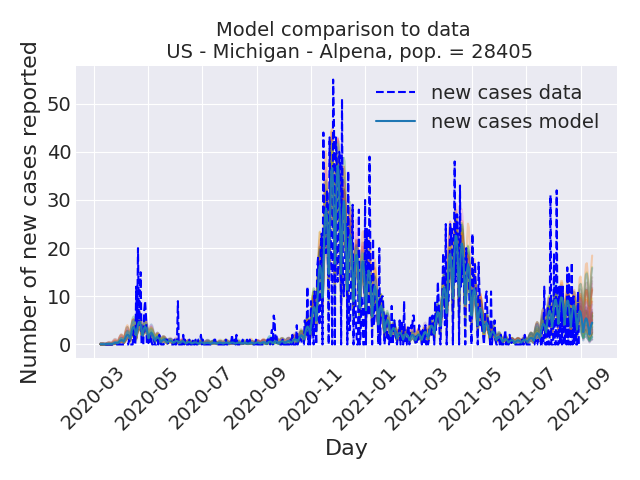 Model comparison to data
US - Michigan - Alpena, pop. = 28405
Number of new cases reported
50
40
30
20
10
0
new cases data
new cases model
2020-03
2020-05
2020-07
2020-09
2020-11
2021-01
2021-03
2021-05
2021-07
2021-09
Day